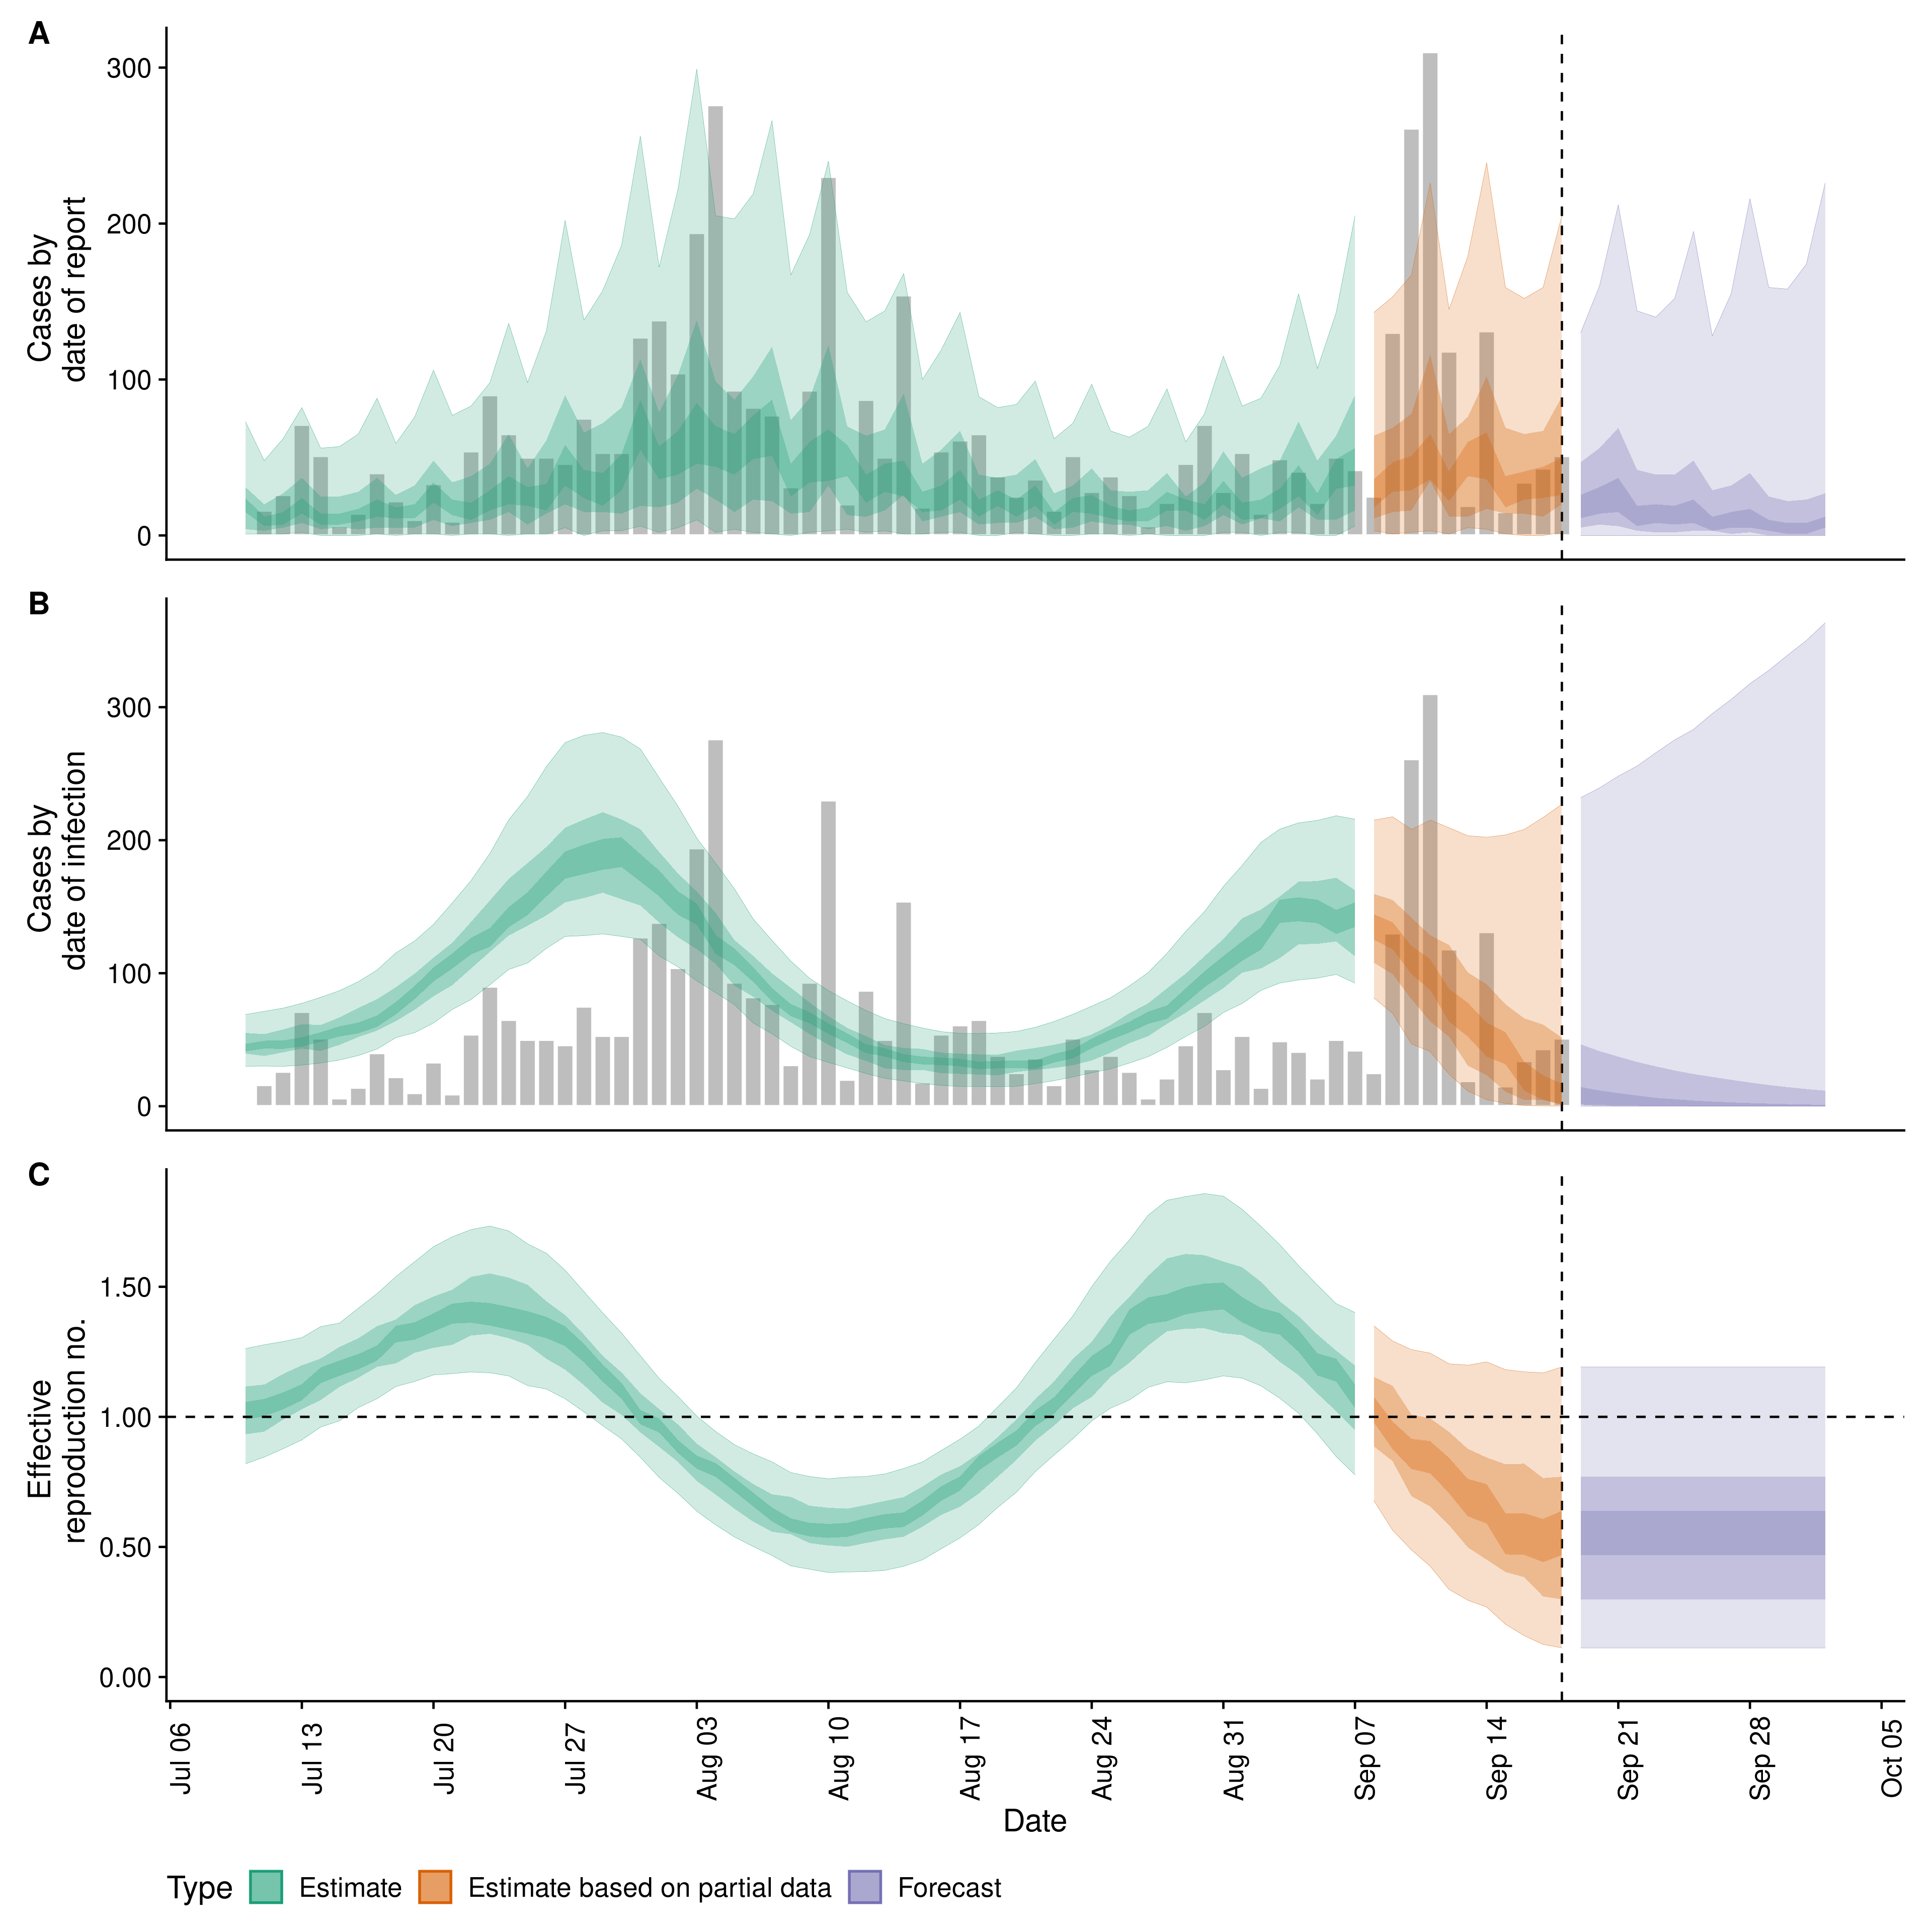 A
300
200
100
0
Cases by
date of report
B
300
200
100
0
Cases by
date of infection
C
1.50
1.00
0.50
0.00
Effective
reproduction no.
Jul 06
Jul 13
Jul 20
Jul 27
Aug 03
Aug 10
Aug 17
Aug 24
Aug 31
Sep 07
Sep 14
Sep 21
Sep 28
Oct 05
Date
Type
Estimate
Estimate based on partial data
Forecast